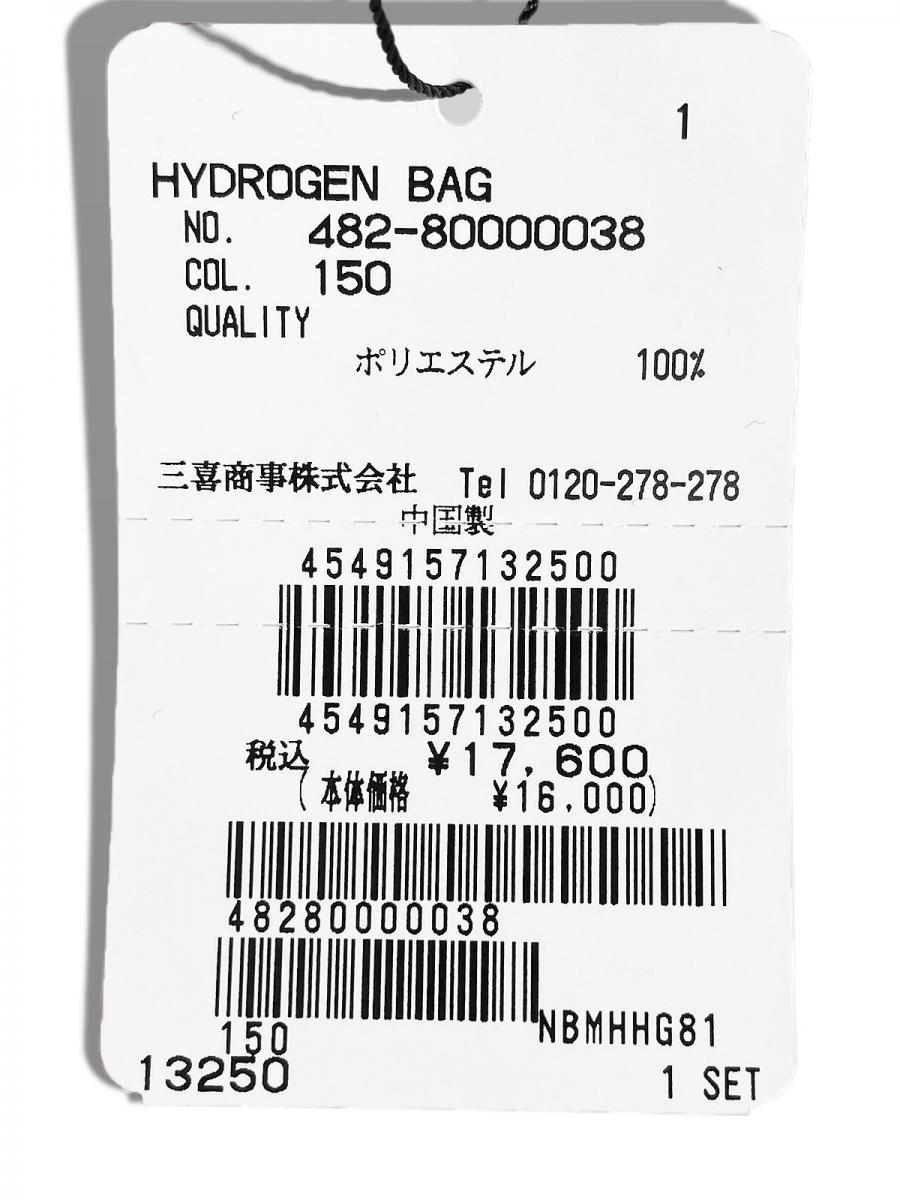 1
HYDROGEN BAG
NO. 482-80000038
COL. 150
QUALITY
ポリエステル 100%
三喜商事株式会社 Tel 0120-278-278
中国製
4549157132500
4549157132500
税込 ¥17,600
(本体価格 ¥16,000)
48280000038
150 NBMHHG81
13250 1 SET